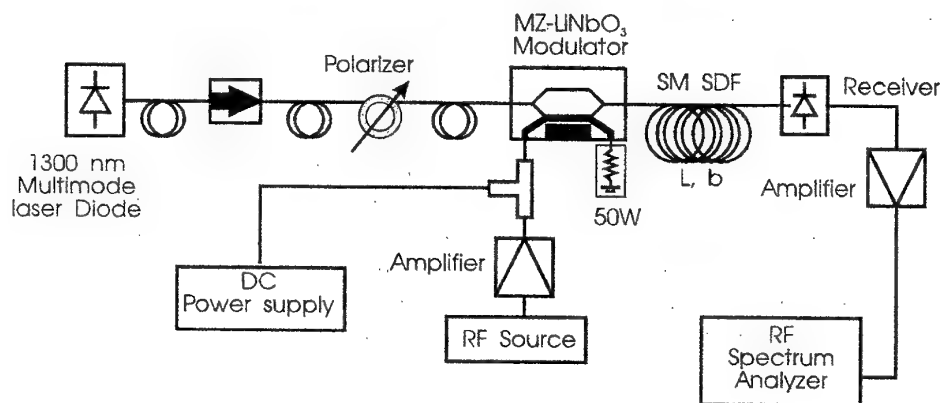 MZ-LiNbO₃
Modulator
Polarizer
SM SDF
Receiver
1300 nm
Multimode
laser Diode
L, b
50W
Amplifier
Amplifier
DC
Power supply
RF Source
RF
Spectrum
Analyzer